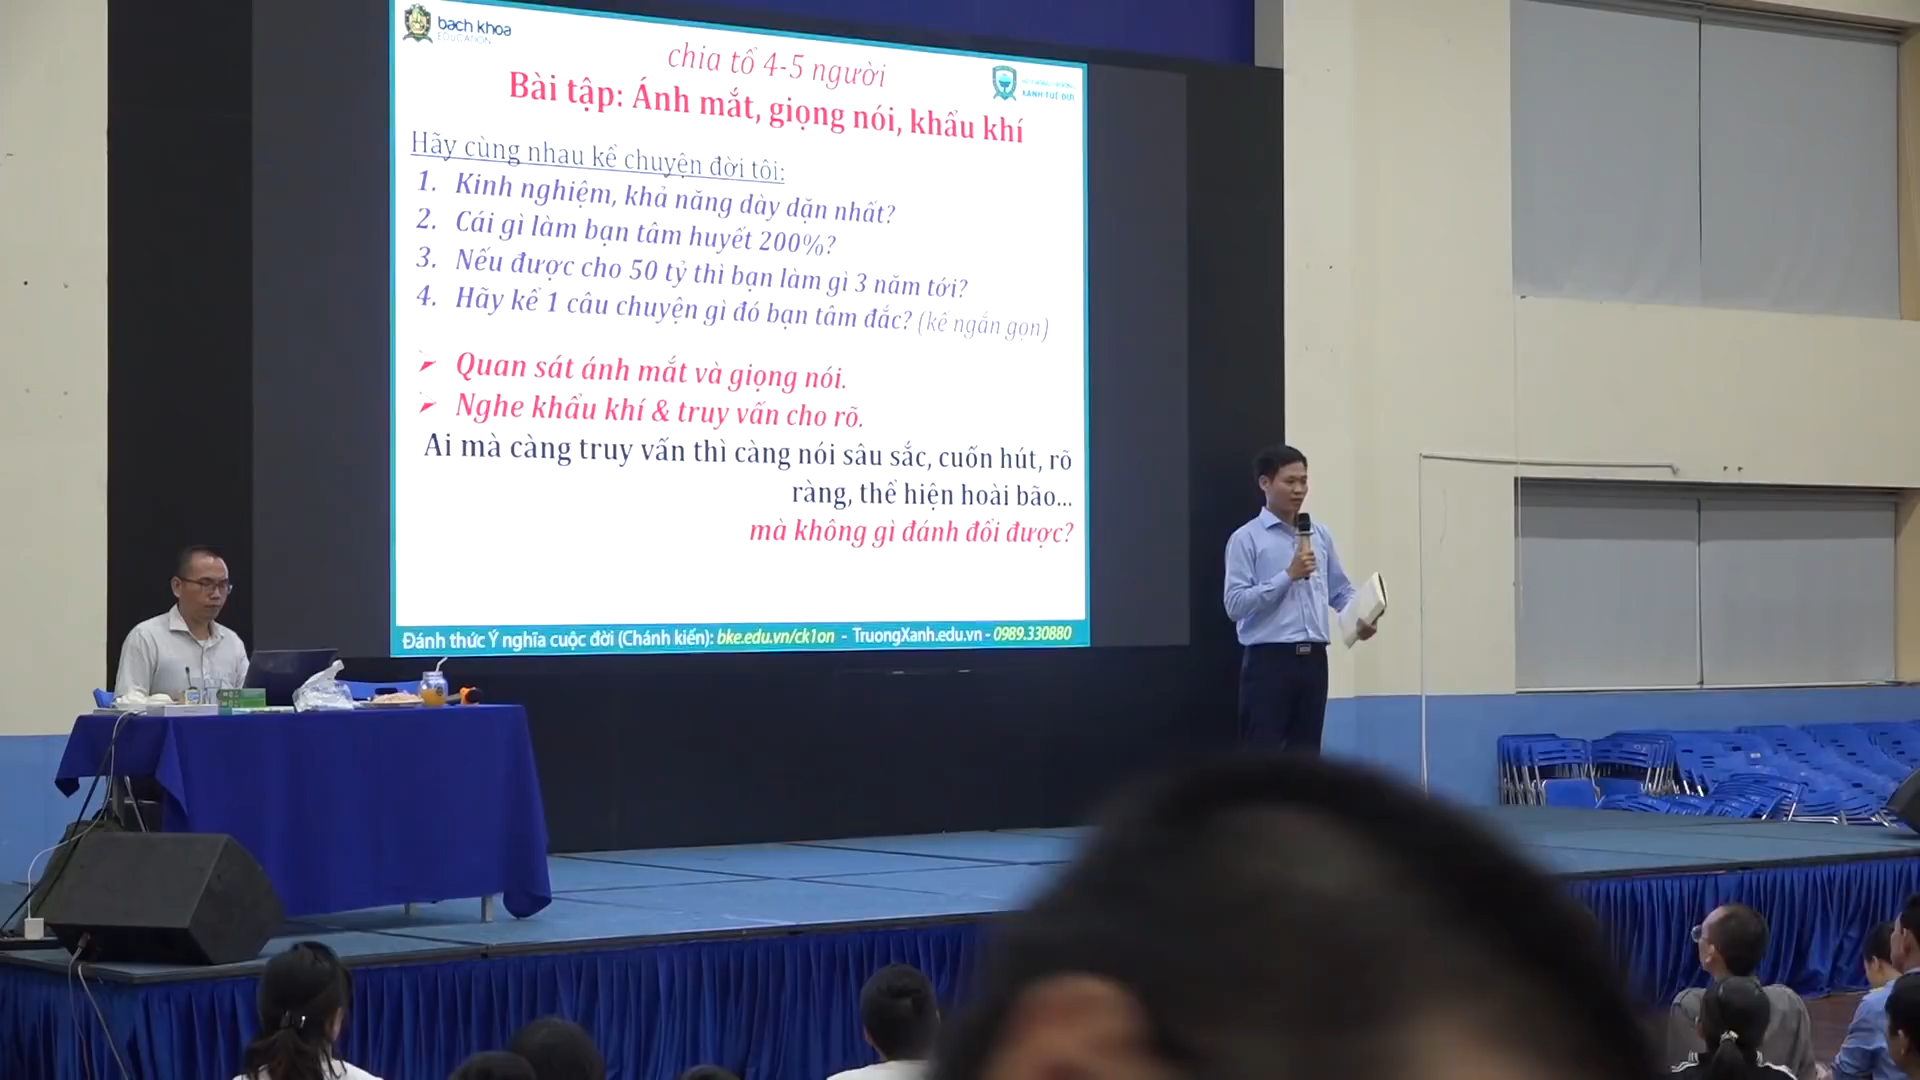 bach khoa
EDUCATION
chia tổ 4-5 người
XANH TUỆ ĐỨC
Bài tập: Ánh mắt, giọng nói, khẩu khí
Hãy cùng nhau kể chuyện đời tôi:
1. Kinh nghiệm, khả năng dày dặn nhất?
2. Cái gì làm bạn tâm huyết 200%?
3. Nếu được cho 50 tỷ thì bạn làm gì 3 năm tới?
4. Hãy kể 1 câu chuyện gì đó bạn tâm đắc? (kể ngắn gọn)
Quan sát ánh mắt và giọng nói.
Nghe khẩu khí & truy vấn cho rõ.
Ai mà càng truy vấn thì càng nói sâu sắc, cuốn hút, rõ
ràng, thể hiện hoài bão...
mà không gì đánh đổi được?
Đánh thức Ý nghĩa cuộc đời (Chánh kiến): bke.edu.vn/ck1on - TruongXanh.edu.vn - 0989.330880